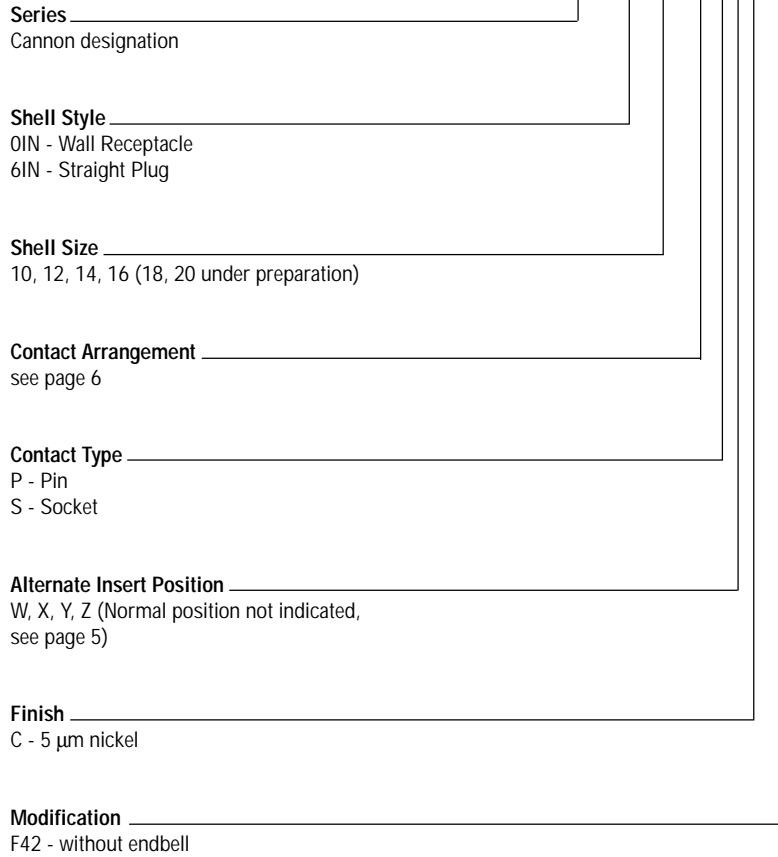 Series
Cannon designation
Shell Style
0IN - Wall Receptacle
6IN - Straight Plug
Shell Size
10, 12, 14, 16 (18, 20 under preparation)
Contact Arrangement
see page 6
Contact Type
P - Pin
S - Socket
Alternate Insert Position
W, X, Y, Z (Normal position not indicated,
see page 5)
Finish
C - 5 μm nickel
Modification
F42 - without endbell